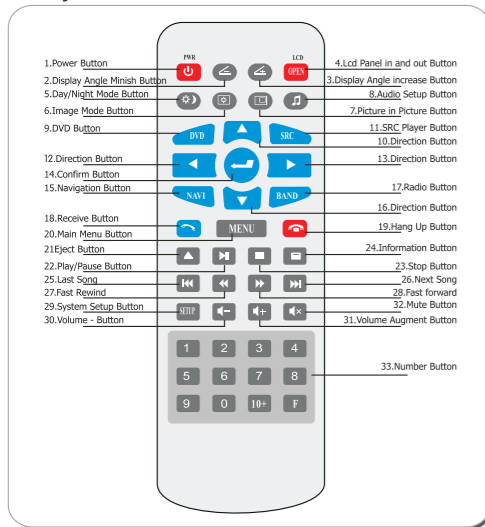 PWR LCD
1.Power Button
4.Lcd Panel in and out Button
OPEN
2.Display Angle Minish Button
3.Display Angle increase Button
5.Day/Night Mode Button
8.Audio Setup Button
6.Image Mode Button
7.Picture in Picture Button
9.DVD Button
11.SRC Player Button
DVD SRC
10.Direction Button
12.Direction Button
13.Direction Button
14.Confirm Button
15.Navigation Button
17.Radio Button
NAVI BAND
16.Direction Button
18.Receive Button
19.Hang Up Button
20.Main Menu Button
MENU
21Eject Button
24.Information Button
22.Play/Pause Button
23.Stop Button
25.Last Song
26.Next Song
27.Fast Rewind
28.Fast forward
29.System Setup Button
32.Mute Button
SETUP
30.Volume - Button
31.Volume Augment Button
1 2 3 4
33.Number Button
5 6 7 8
9 0 10+ F